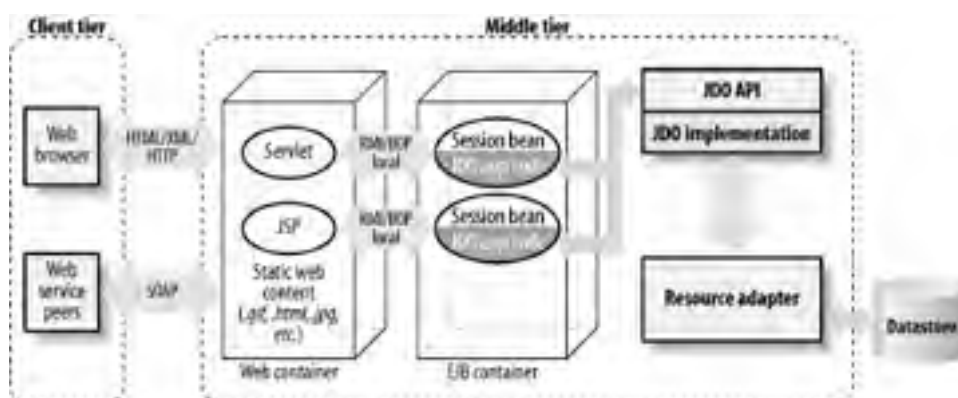 Client tier
Middle tier
Web
browser
HTML/XML/
HTTP
Servlet
RMI/IIOP
local
Session bean
JDO API
JDO implementation
JSP
RMI/IIOP
local
Session bean
Web
service
peers
SOAP
Static web
content
(.gif, .html, .jpg,
etc.)
Resource adapter
Datastore
Web container
EJB container